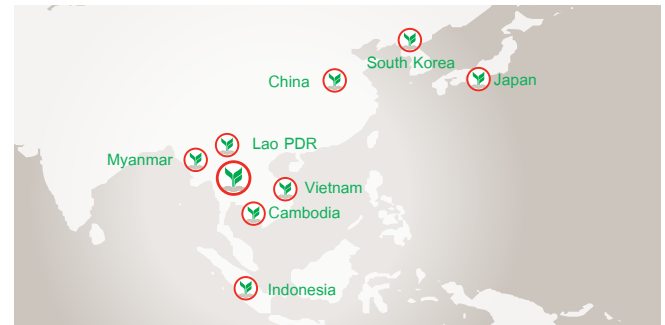 South Korea
China
Japan
Lao PDR
Myanmar
Vietnam
Cambodia
Indonesia